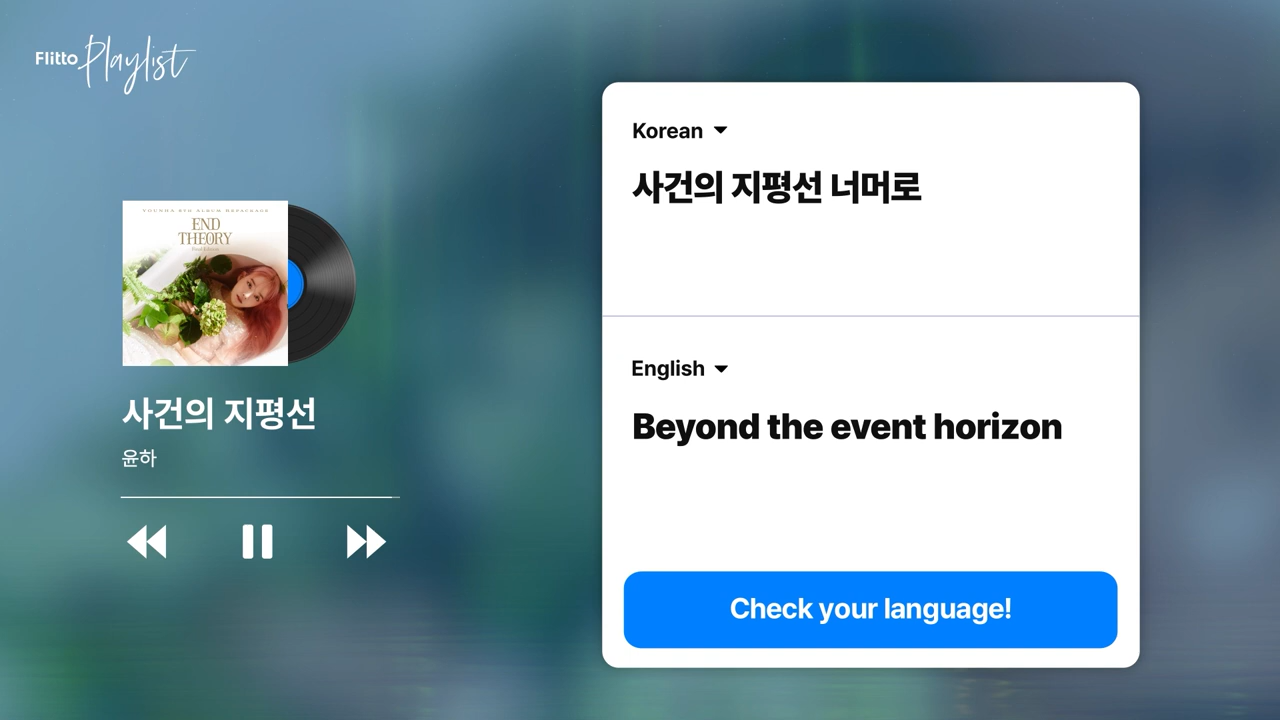 Flitto Playlist
YOUNHA 6TH ALBUM REPACKAGE
END
THEORY
사건의 지평선
윤하
Korean
사건의 지평선 너머로
English
Beyond the event horizon
Check your language!